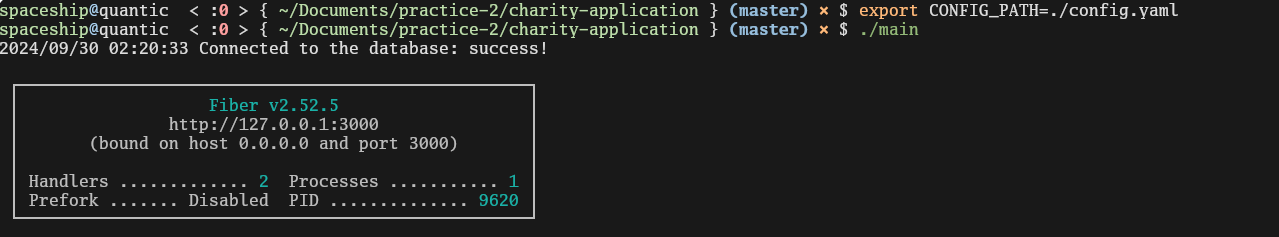 spaceship@quantic < :0 > { ~/Documents/practice-2/charity-application } (master) × $ export CONFIG_PATH=./config.yaml
spaceship@quantic < :0 > { ~/Documents/practice-2/charity-application } (master) × $ ./main
2024/09/30 02:20:33 Connected to the database: success!
Fiber v2.52.5
http://127.0.0.1:3000
(bound on host 0.0.0.0 and port 3000)
Handlers ............. 2 Processes ........... 1
Prefork ....... Disabled PID .............. 9620